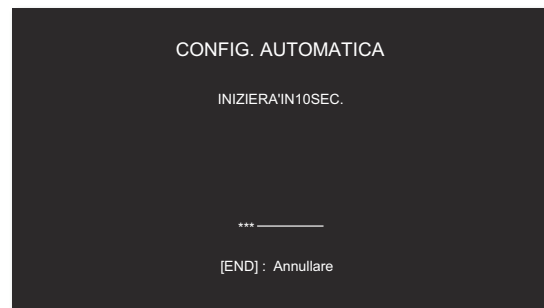 CONFIG. AUTOMATICA
INIZIERA'IN10SEC.
***
[END] : Annullare